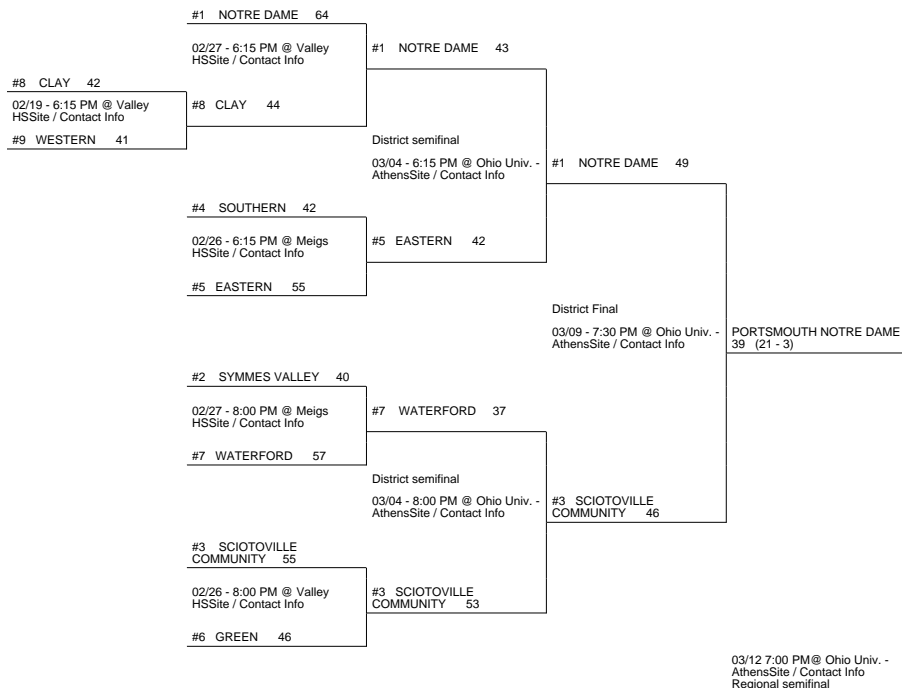 #1 NOTRE DAME 64
02/27 - 6:15 PM @ Valley
HSSite / Contact Info
#1 NOTRE DAME 43
#8 CLAY 42
02/19 - 6:15 PM @ Valley
HSSite / Contact Info
#8 CLAY 44
#9 WESTERN 41
District semifinal
03/04 - 6:15 PM @ Ohio Univ. -
AthensSite / Contact Info
#1 NOTRE DAME 49
#4 SOUTHERN 42
02/26 - 6:15 PM @ Meigs
HSSite / Contact Info
#5 EASTERN 42
#5 EASTERN 55
District Final
03/09 - 7:30 PM @ Ohio Univ. -
AthensSite / Contact Info
PORTSMOUTH NOTRE DAME
39 (21 - 3)
#2 SYMMES VALLEY 40
02/27 - 8:00 PM @ Meigs
HSSite / Contact Info
#7 WATERFORD 37
#7 WATERFORD 57
District semifinal
03/04 - 8:00 PM @ Ohio Univ. -
AthensSite / Contact Info
#3 SCIOTOVILLE
COMMUNITY 46
#3 SCIOTOVILLE
COMMUNITY 55
02/26 - 8:00 PM @ Valley
HSSite / Contact Info
#3 SCIOTOVILLE
COMMUNITY 53
#6 GREEN 46
03/12 7:00 PM@ Ohio Univ. -
AthensSite / Contact Info
Regional semifinal